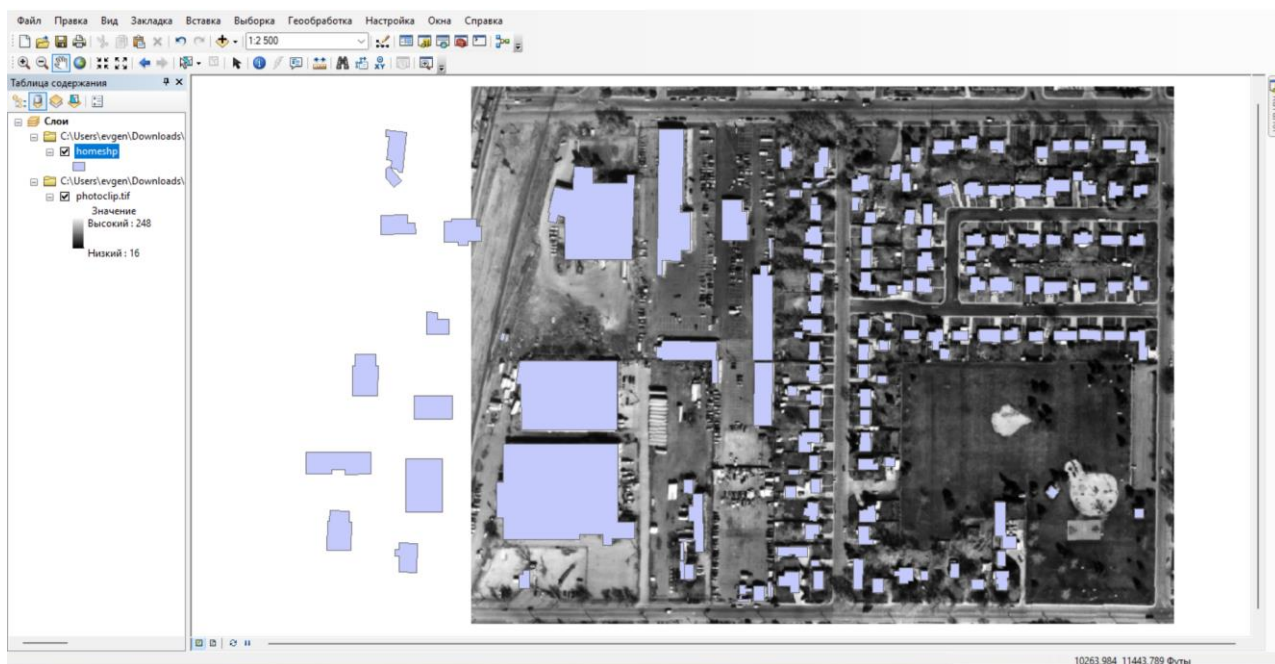 Файл Правка Вид Закладка Вставка Выборка Геообработка Настройка Окна Справка
1:2 500
Таблица содержания
Слои
C:\Users\evgen\Downloads\
homeshp
C:\Users\evgen\Downloads\
photoclip.tif
Значение
Высокий : 248
Низкий : 16
10263,984 11443,789 Футы